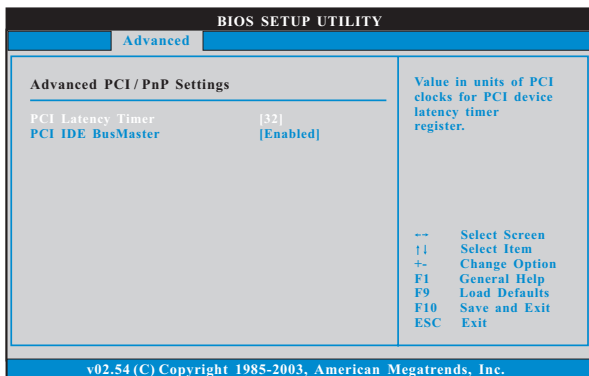 BIOS SETUP UTILITY
Advanced
Advanced PCI / PnP Settings
PCI Latency Timer [32]
PCI IDE BusMaster [Enabled]
Value in units of PCI
clocks for PCI device
latency timer
register.
←→ Select Screen
↑↓ Select Item
+- Change Option
F1 General Help
F9 Load Defaults
F10 Save and Exit
ESC Exit
v02.54 (C) Copyright 1985-2003, American Megatrends, Inc.